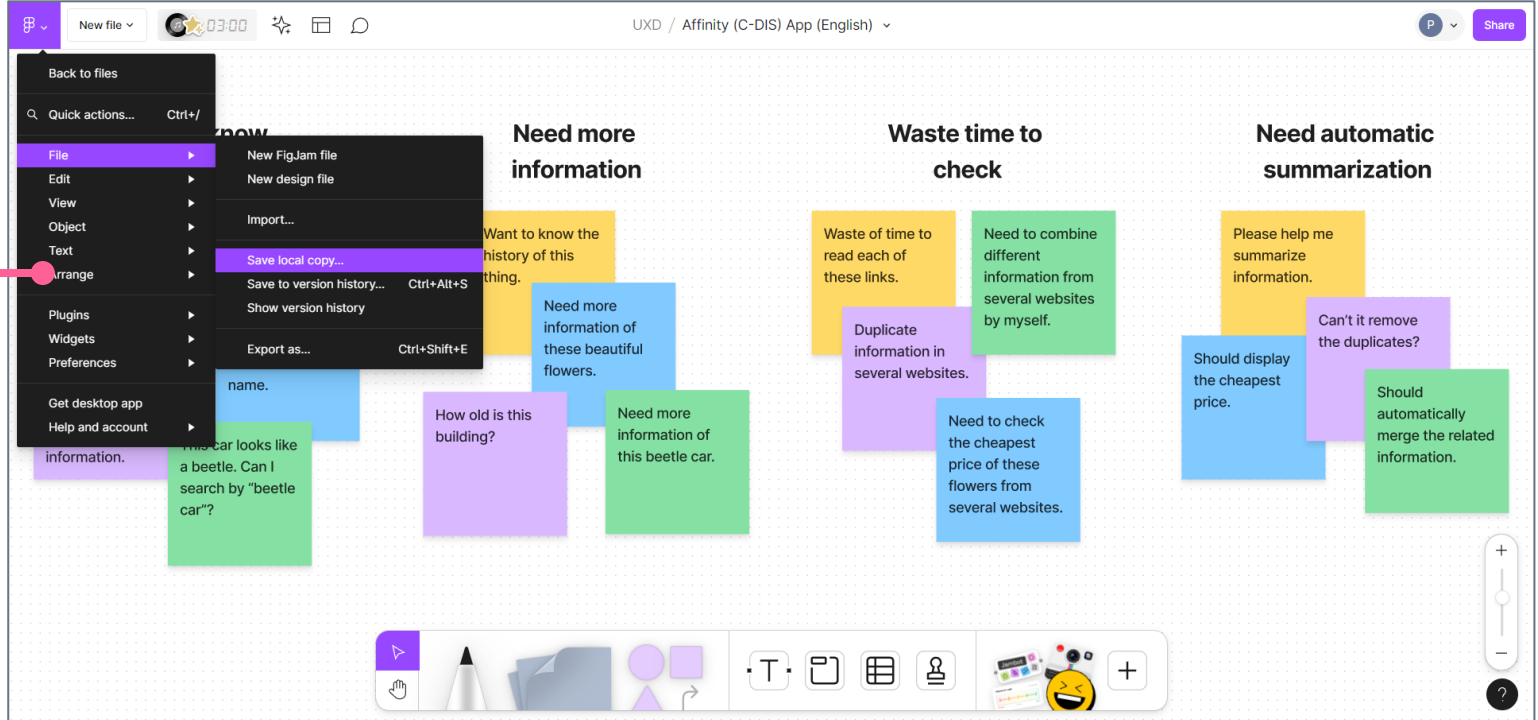 New file
03:00
UXD / Affinity (C-DIS) App (English)
P
Share
Back to files
Quick actions... Ctrl+/
File
Edit
View
Object
Text
Arrange
Plugins
Widgets
Preferences
Get desktop app
Help and account
New FigJam file
New design file
Import...
Save local copy...
Save to version history... Ctrl+Alt+S
Show version history
Export as... Ctrl+Shift+E
know
name.
information.
This car looks like
a beetle. Can I
search by “beetle
car”?
Need more
information
Want to know the
history of this
thing.
Need more
information of
these beautiful
flowers.
How old is this
building?
Need more
information of
this beetle car.
Waste time to
check
Waste of time to
read each of
these links.
Need to combine
different
information from
several websites
by myself.
Duplicate
information in
several websites.
Need to check
the cheapest
price of these
flowers from
several websites.
Need automatic
summarization
Please help me
summarize
information.
Can’t it remove
the duplicates?
Should display
the cheapest
price.
Should
automatically
merge the related
information.
T
Jambot
+
+
−
?